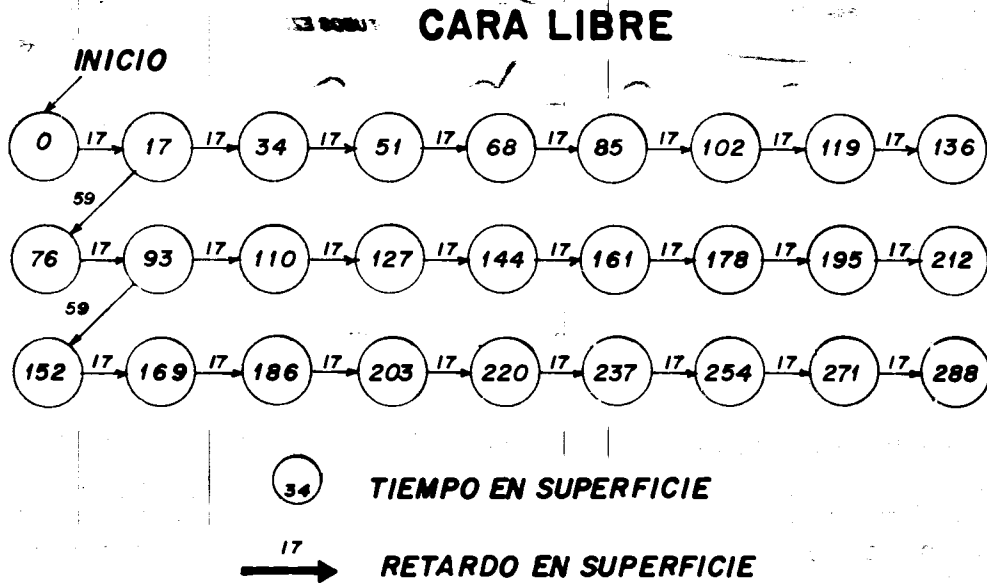 CARA LIBRE
INICIO
17 17 17 17 17 17 17 17
0 17 34 51 68 85 102 119 136
59
17 17 17 17 17 17 17 17
76 93 110 127 144 161 178 195 212
59
17 17 17 17 17 17 17 17
152 169 186 203 220 237 254 271 288
34 TIEMPO EN SUPERFICIE
17
RETARDO EN SUPERFICIE